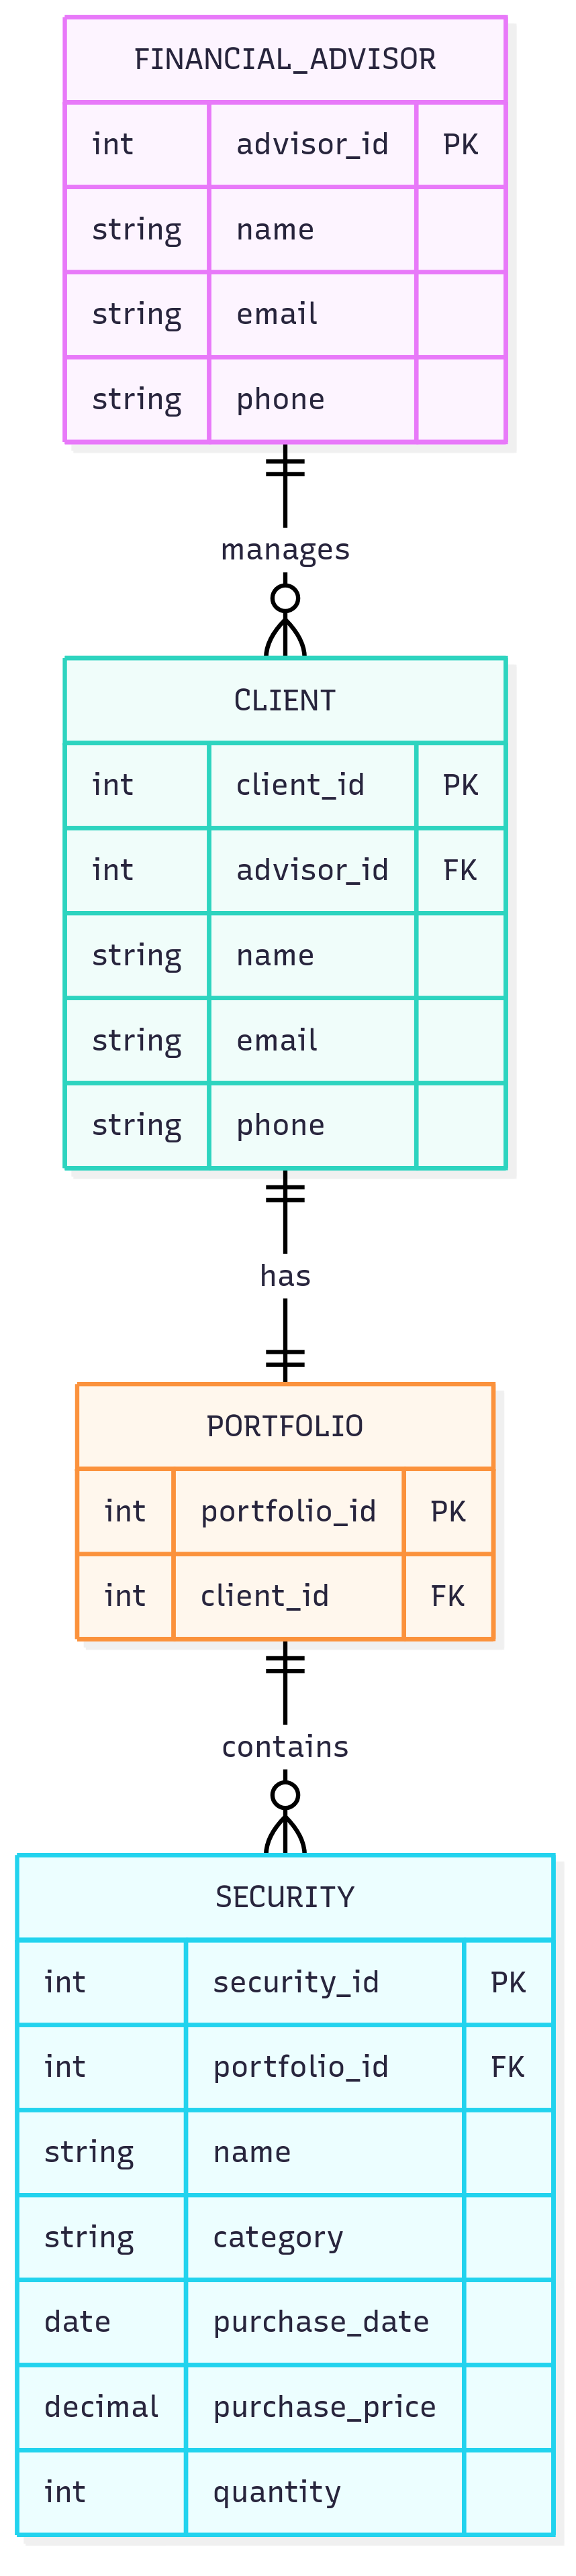 FINANCIAL_ADVISOR
int advisor_id PK
string name
string email
string phone
manages
CLIENT
int client_id PK
int advisor_id FK
string name
string email
string phone
has
PORTFOLIO
int portfolio_id PK
int client_id FK
contains
SECURITY
int security_id PK
int portfolio_id FK
string name
string category
date purchase_date
decimal purchase_price
int quantity